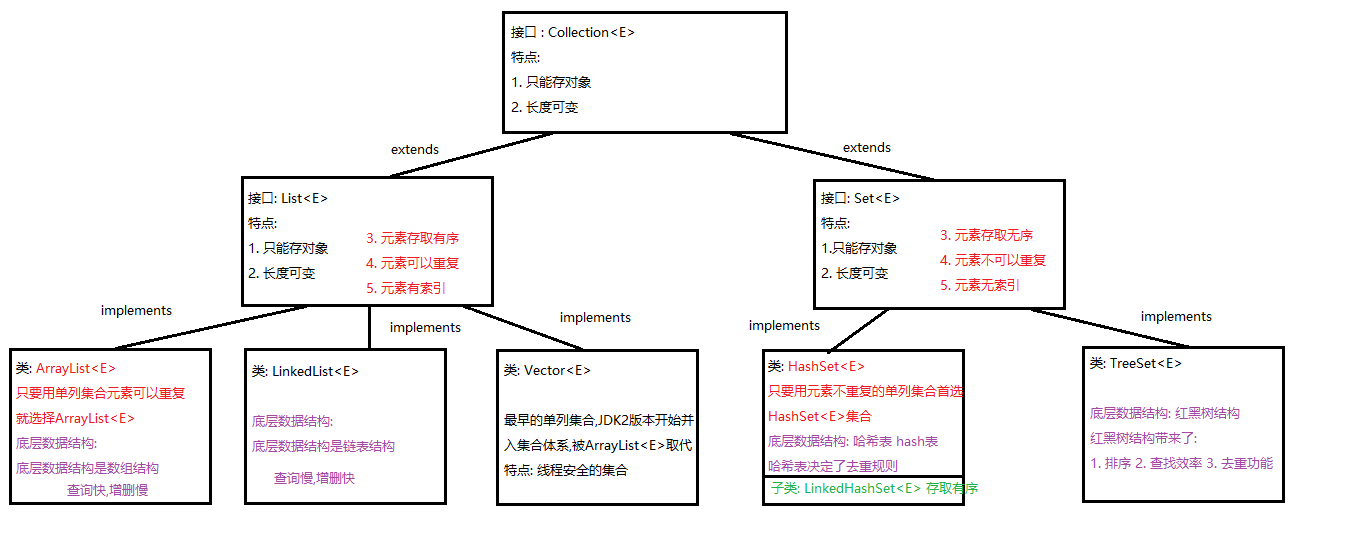 接口 : Collection<E>
特点:
1. 只能存对象
2. 长度可变
extends
extends
接口: List<E>
特点:
1. 只能存对象
2. 长度可变
3. 元素存取有序
4. 元素可以重复
5. 元素有索引
接口: Set<E>
特点:
1.只能存对象
2. 长度可变
3. 元素存取无序
4. 元素不可以重复
5. 元素无索引
implements
implements
implements
implements
implements
类: ArrayList<E>
只要用单列集合元素可以重复
就选择ArrayList<E>
底层数据结构:
底层数据结构是数组结构
查询快,增删慢
类: LinkedList<E>
底层数据结构:
底层数据结构是链表结构
查询慢,增删快
类: Vector<E>
最早的单列集合,JDK2版本开始并
入集合体系,被ArrayList<E>取代
特点: 线程安全的集合
类: HashSet<E>
只要用元素不重复的单列集合首选
HashSet<E>集合
底层数据结构: 哈希表 hash表
哈希表决定了去重规则
子类: LinkedHashSet<E> 存取有序
类: TreeSet<E>
底层数据结构: 红黑树结构
红黑树结构带来了:
1. 排序 2. 查找效率 3. 去重功能